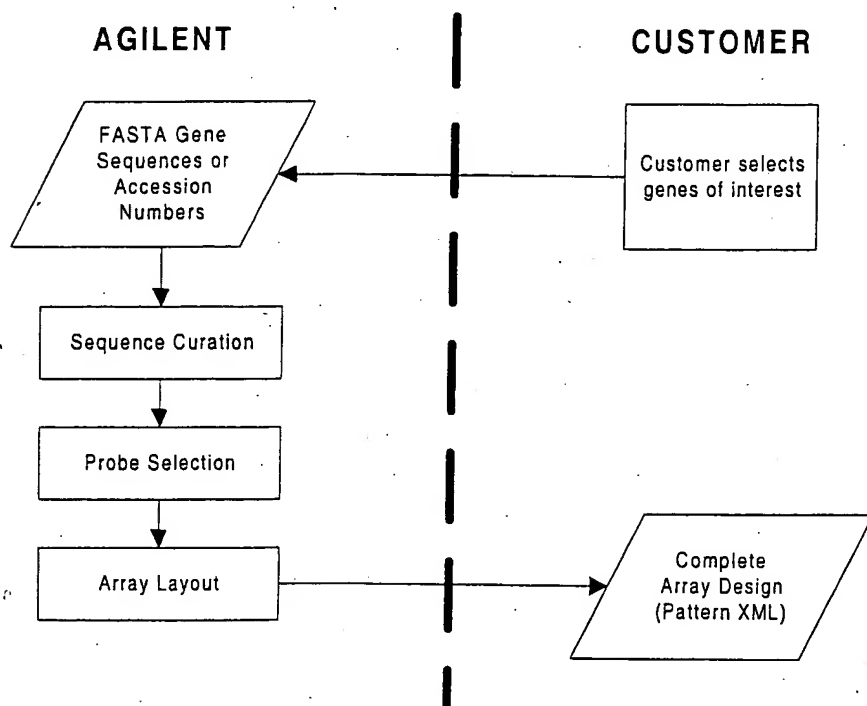 AGILENT
CUSTOMER
FASTA Gene
Sequences or
Accession
Numbers
Customer selects
genes of interest
Sequence Curation
Probe Selection
Array Layout
Complete
Array Design
(Pattern XML)